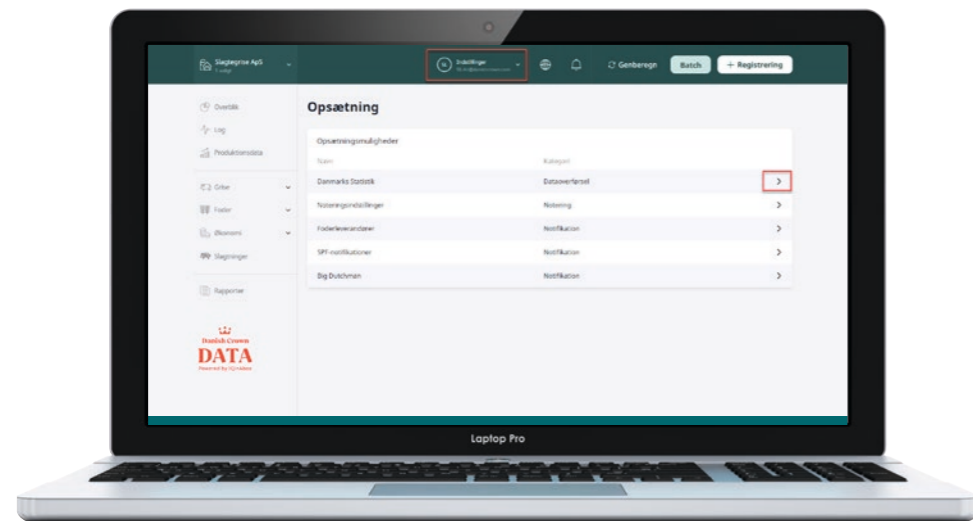 Slagtegrise ApS
Indstillinger
Genberegn
Batch
+ Registrering
Overblik
Log
Produktionsdata
Grise
Foder
Økonomi
Slagtninger
Rapporter
Danish Crown
DATA
Opsætning
Opsætningsmuligheder
Navn Kategori
Danmarks Statistik Dataoverførsel
Noteringsindstillinger Notering
Foderleverandører Notifikation
SPF-notifikationer Notifikation
Big Dutchman Notifikation
Laptop Pro